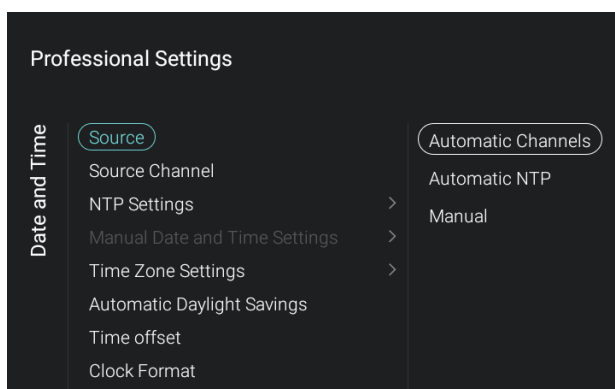 Professional Settings
Date and Time
Source
Source Channel
NTP Settings
Manual Date and Time Settings
Time Zone Settings
Automatic Daylight Savings
Time offset
Clock Format
Automatic Channels
Automatic NTP
Manual